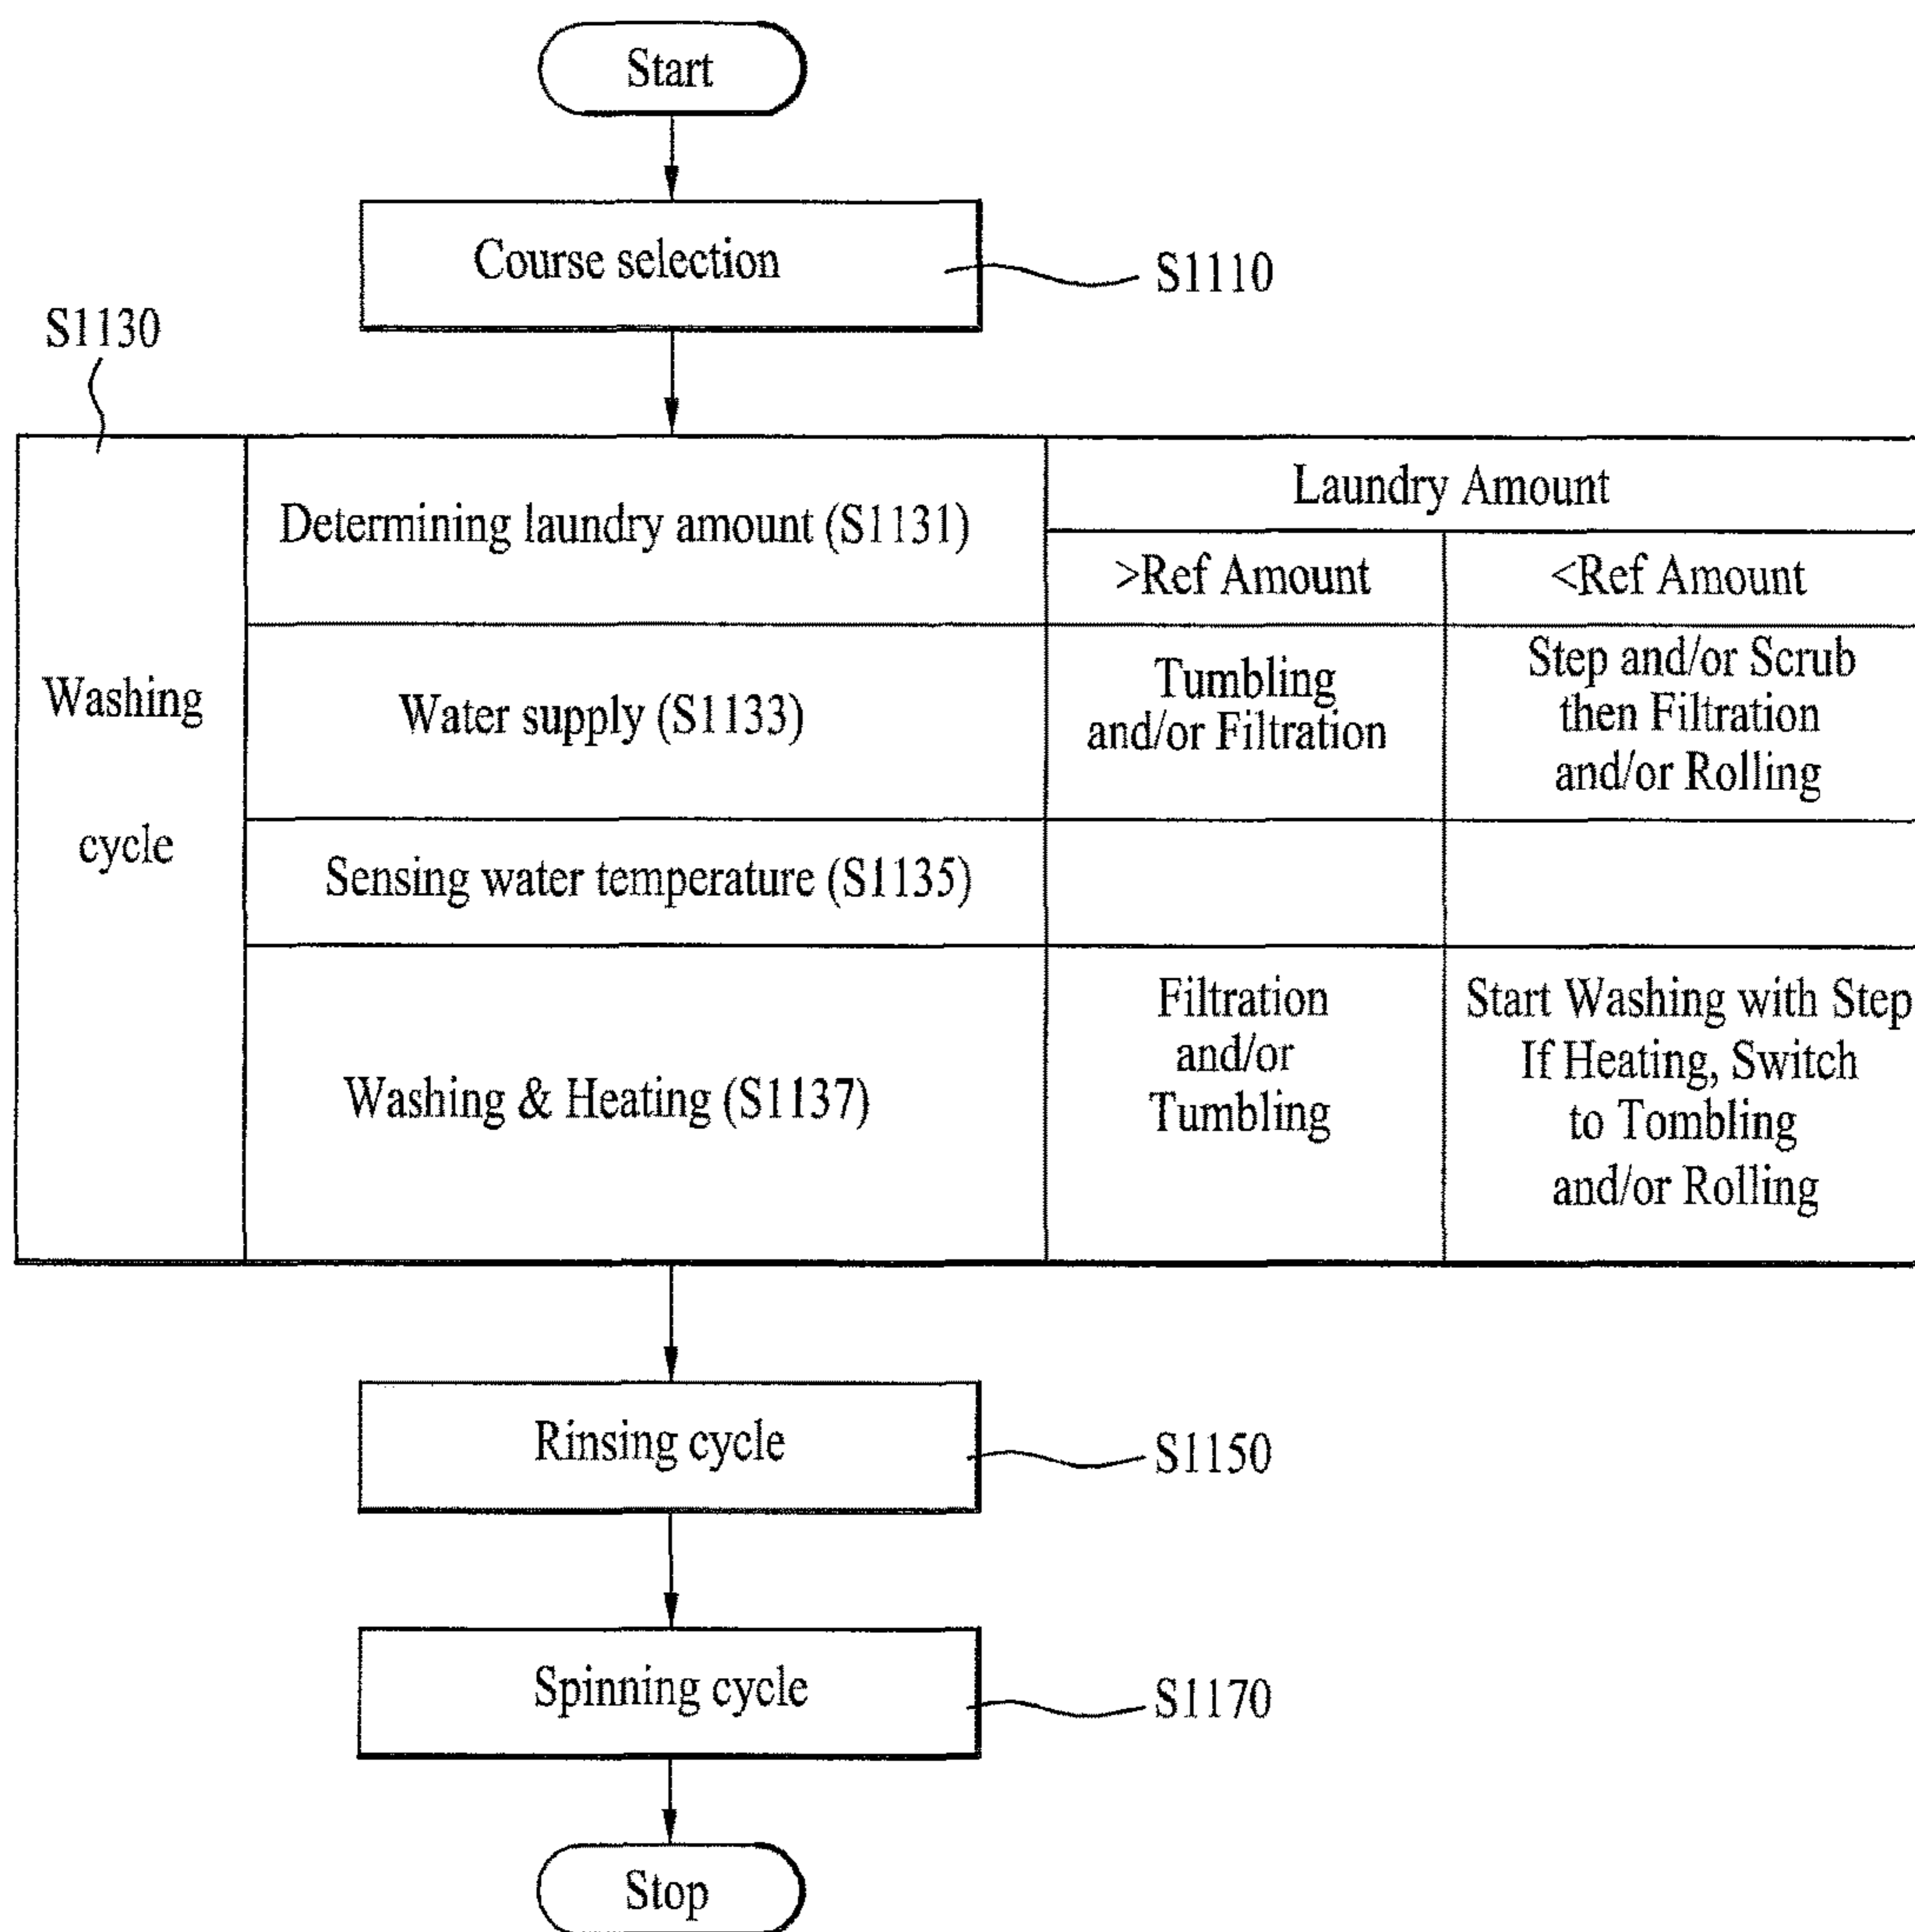 Start
Course selection
S1110
S1130
Washing
cycle
Determining laundry amount (S1131)
Laundry Amount
>Ref Amount
<Ref Amount
Water supply (S1133)
Tumbling
and/or Filtration
Step and/or Scrub
then Filtration
and/or Rolling
Sensing water temperature (S1135)
Washing & Heating (S1137)
Filtration
and/or
Tumbling
Start Washing with Step
If Heating, Switch
to Tombling
and/or Rolling
Rinsing cycle
S1150
Spinning cycle
S1170
Stop